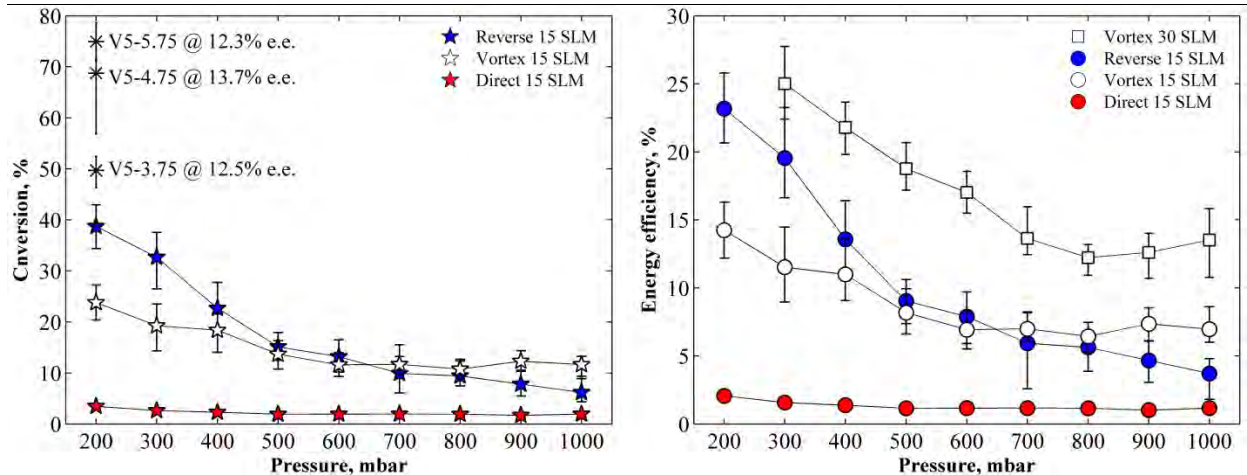 80
70
60
50
40
30
20
10
0
Cnversion, %
V5-5.75 @ 12.3% e.e.
V5-4.75 @ 13.7% e.e.
V5-3.75 @ 12.5% e.e.
Reverse 15 SLM
Vortex 15 SLM
Direct 15 SLM
200 300 400 500 600 700 800 900 1000
Pressure, mbar
30
25
20
15
10
5
0
Energy efficiency, %
Vortex 30 SLM
Reverse 15 SLM
Vortex 15 SLM
Direct 15 SLM
200 300 400 500 600 700 800 900 1000
Pressure, mbar